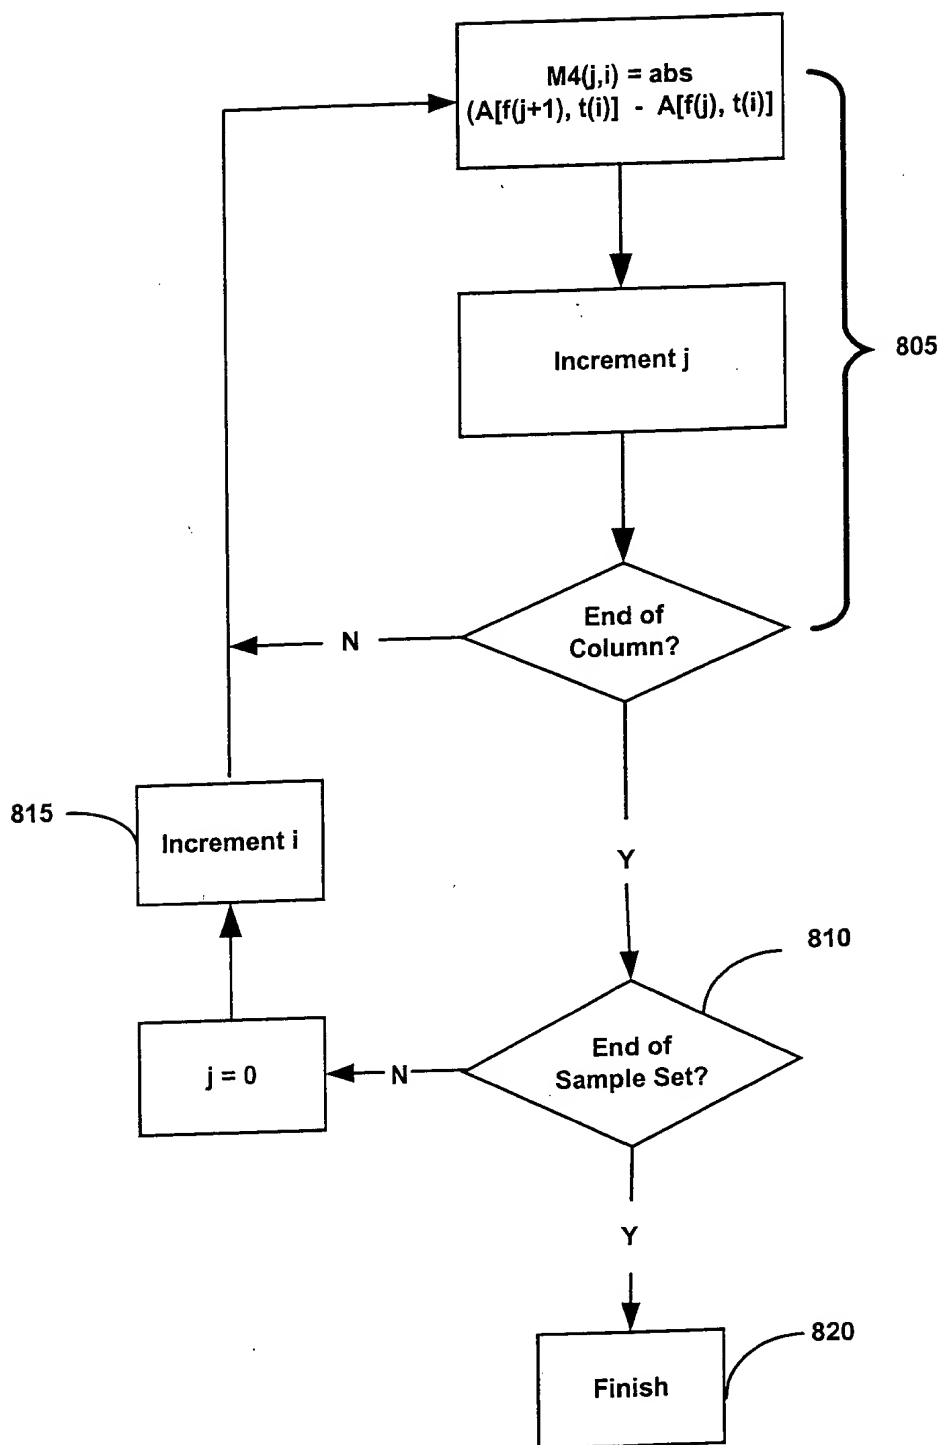 M4(j,i) = abs
(A[f(j+1), t(i)] - A[f(j), t(i)]
Increment j
805
End of
Column?
N
815
Increment i
Y
810
End of
Sample Set?
N
j = 0
Y
820
Finish